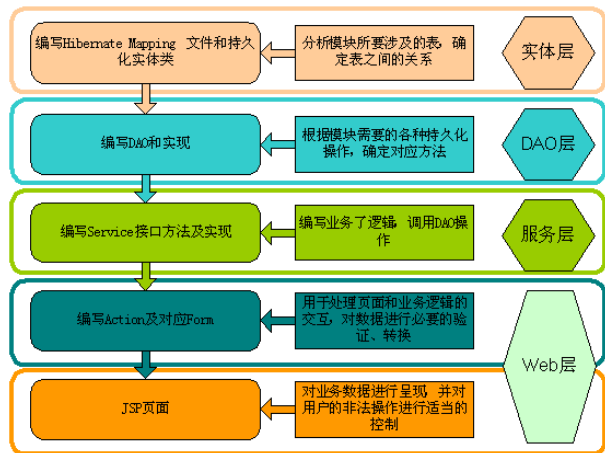 编写Hibernate Mapping 文件和持久
化实体类
分析模块所要涉及的表，确
定表之间的关系
实体层
编写DAO和实现
根据模块需要的各种持久化
操作，确定对应方法
DAO层
编写Service接口方法及实现
编写业务了逻辑，调用DAO操
作
服务层
编写Action及对应Form
用于处理页面和业务逻辑的
交互，对数据进行必要的验
证、转换
Web层
JSP页面
对业务数据进行呈现，并对
用户的非法操作进行适当的
控制